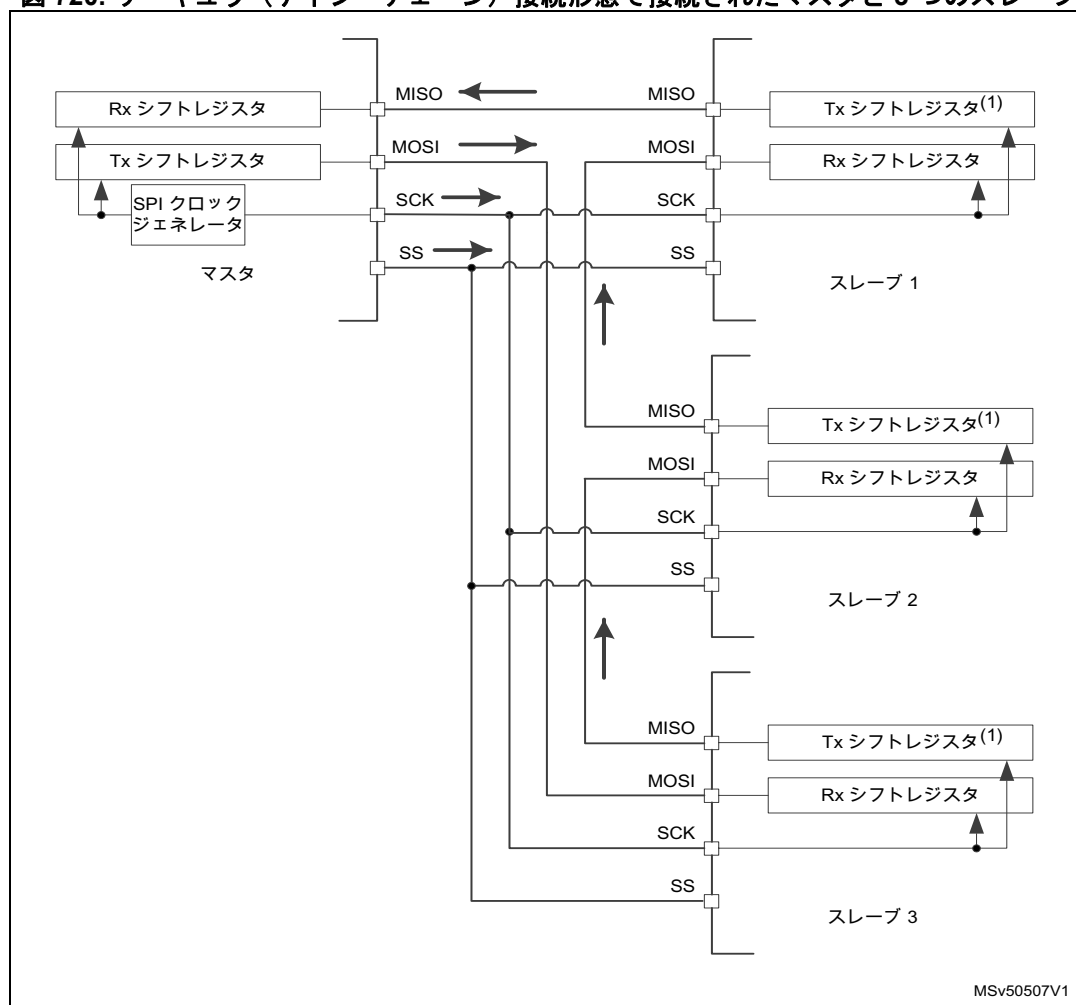 MISO
MISO
Rx シフトレジスタ
Tx シフトレジスタ(1)
MOSI
MOSI
Tx シフトレジスタ
Rx シフトレジスタ
SPI クロック
ジェネレータ
SCK
SCK
SS
SS
マスタ
スレーブ 1
MISO
Tx シフトレジスタ(1)
MOSI
Rx シフトレジスタ
SCK
SS
スレーブ 2
MISO
Tx シフトレジスタ(1)
MOSI
Rx シフトレジスタ
SCK
SS
スレーブ 3
MSv50507V1